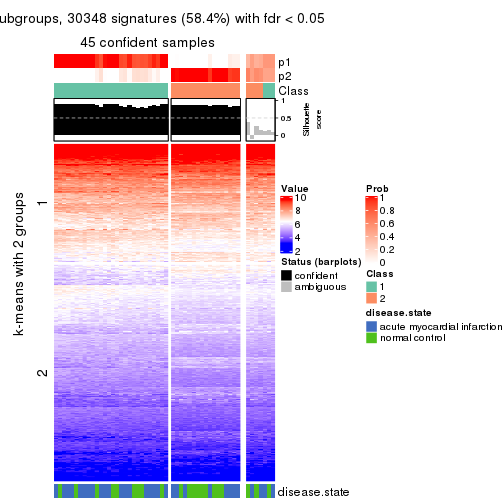 ubgroups, 30348 signatures (58.4%) with fdr < 0.05
45 confident samples
p1
p2
Class
1
0.5
0
Silhouette
score
k-means with 2 groups
1
2
Value
10
8
6
4
2
Status (barplots)
confident
ambiguous
Prob
1
0.8
0.6
0.4
0.2
0
Class
1
2
disease.state
acute myocardial infarction
normal control
disease.state